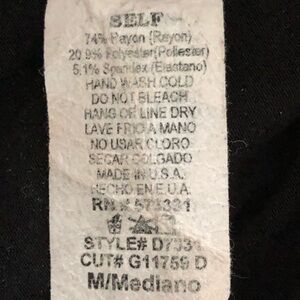 SELF
74% Rayon (Rayon)
20.9% Polyester(Poliester)
5.1% Spandex (Elastano)
HAND WASH COLD
DO NOT BLEACH
HANG OR LINE DRY
LAVE FRIO A MANO
NO USAR CLORO
SECAR COLGADO
MADE IN U.S.A.
HECHO EN E.U.A.
RN #
STYLE# D7331
CUT# G11759 D
M/Mediano